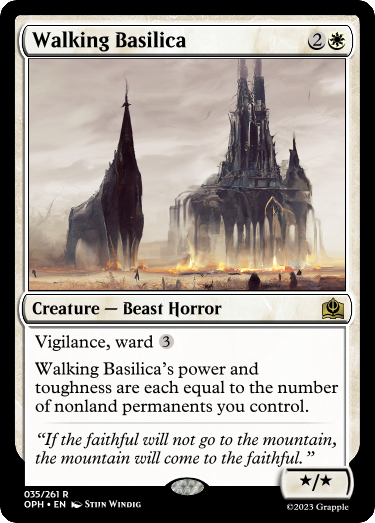 Walking Basilica 2
Creature — Beast Horror
Vigilance, ward 3
Walking Basilica's power and
toughness are each equal to the number
of nonland permanents you control.
“If the faithful will not go to the mountain,
the mountain will come to the faithful.”
★/★
035/261 R
OPH • EN Stijn Windig
©2023 Grapple